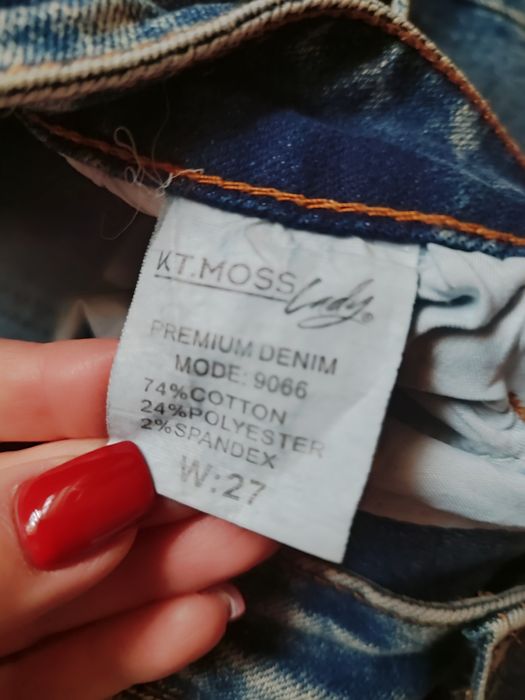 KT.MOSS Lady®
PREMIUM DENIM
MODE: 9066
74%COTTON
24%POLYESTER
2%SPANDEX
W:27